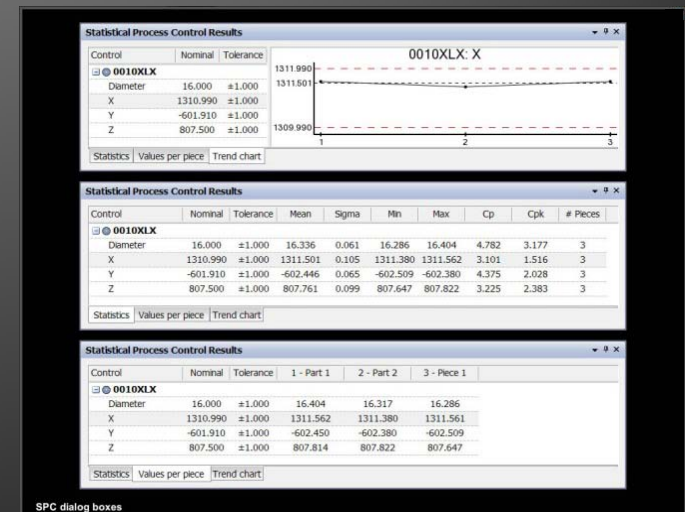 Statistical Process Control Results
Control Nominal Tolerance
0010XLX
Diameter 16.000 ±1.000
X 1310.990 ±1.000
Y -601.910 ±1.000
Z 807.500 ±1.000
0010XLX: X
1311.990
1311.501
1309.990
1 2 3
Statistics Values per piece Trend chart
Statistical Process Control Results
Control Nominal Tolerance Mean Sigma Min Max Cp Cpk # Pieces
0010XLX
Diameter 16.000 ±1.000 16.336 0.061 16.286 16.404 4.782 3.177 3
X 1310.990 ±1.000 1311.501 0.105 1311.380 1311.562 3.101 1.516 3
Y -601.910 ±1.000 -602.446 0.065 -602.509 -602.380 4.375 2.028 3
Z 807.500 ±1.000 807.761 0.099 807.647 807.822 3.225 2.383 3
Statistics Values per piece Trend chart
Statistical Process Control Results
Control Nominal Tolerance 1 - Part 1 2 - Part 2 3 - Piece 1
0010XLX
Diameter 16.000 ±1.000 16.404 16.317 16.286
X 1310.990 ±1.000 1311.562 1311.380 1311.561
Y -601.910 ±1.000 -602.450 -602.380 -602.509
Z 807.500 ±1.000 807.814 807.822 807.647
Statistics Values per piece Trend chart
SPC dialog boxes